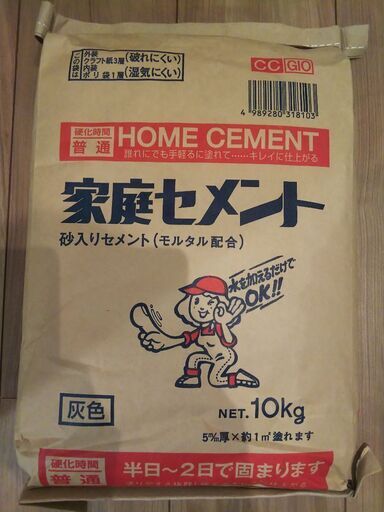 この袋は
外装
クラフト紙3層(破れにくい)
内装
ポリ袋1層(湿気にくい)
CC G10
4 989280 318103
硬化時間
普通
HOME CEMENT
誰れにでも手軽るに塗れて……キレイに仕上がる
家庭セメント
砂入りセメント(モルタル配合)
水を加えるだけで
OK!!
灰色
NET. 10kg
5㎜厚×約1㎡塗れます
硬化時間
普通
半日〜2日で固まります